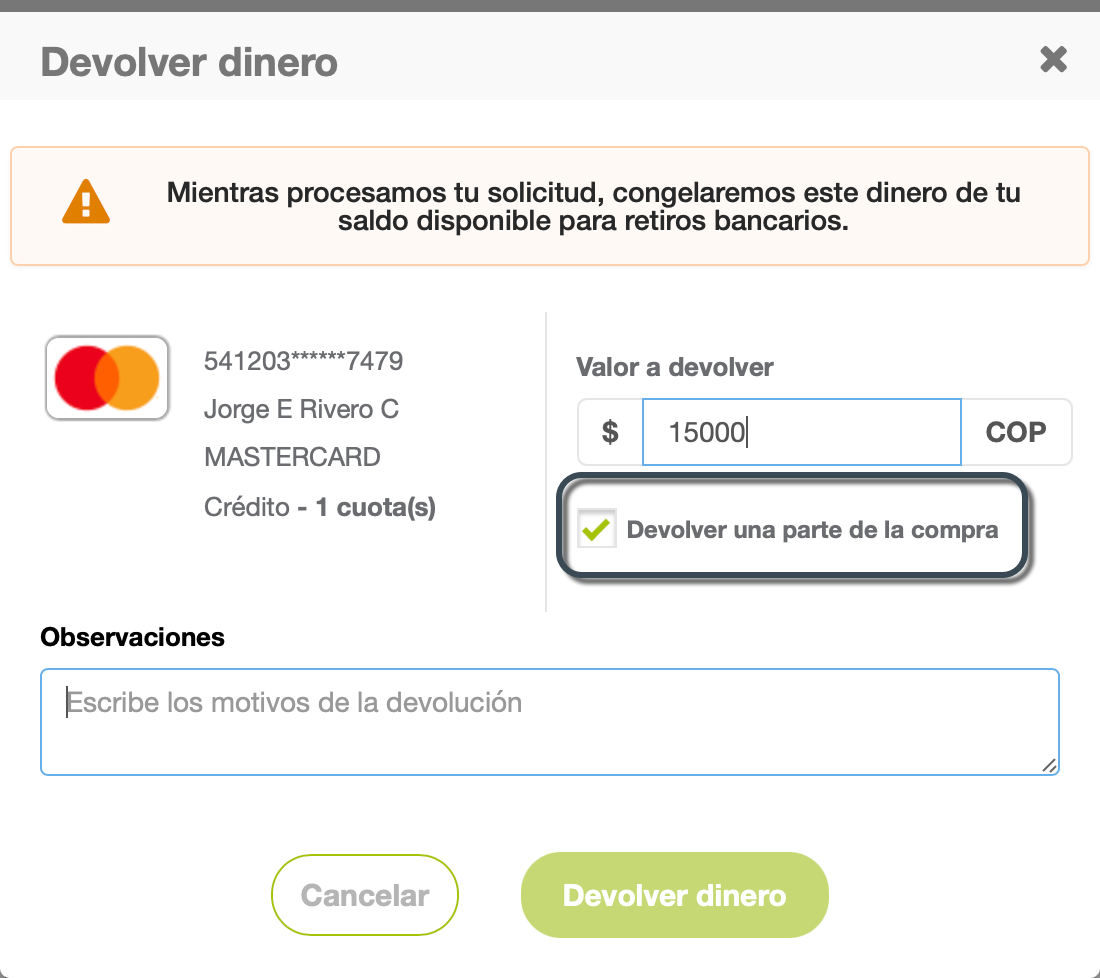 Devolver dinero
Mientras procesamos tu solicitud, congelaremos este dinero de tu
saldo disponible para retiros bancarios.
541203******7479
Jorge E Rivero C
MASTERCARD
Crédito - 1 cuota(s)
Valor a devolver
$ 15000 COP
Devolver una parte de la compra
Observaciones
Escribe los motivos de la devolución
Cancelar
Devolver dinero